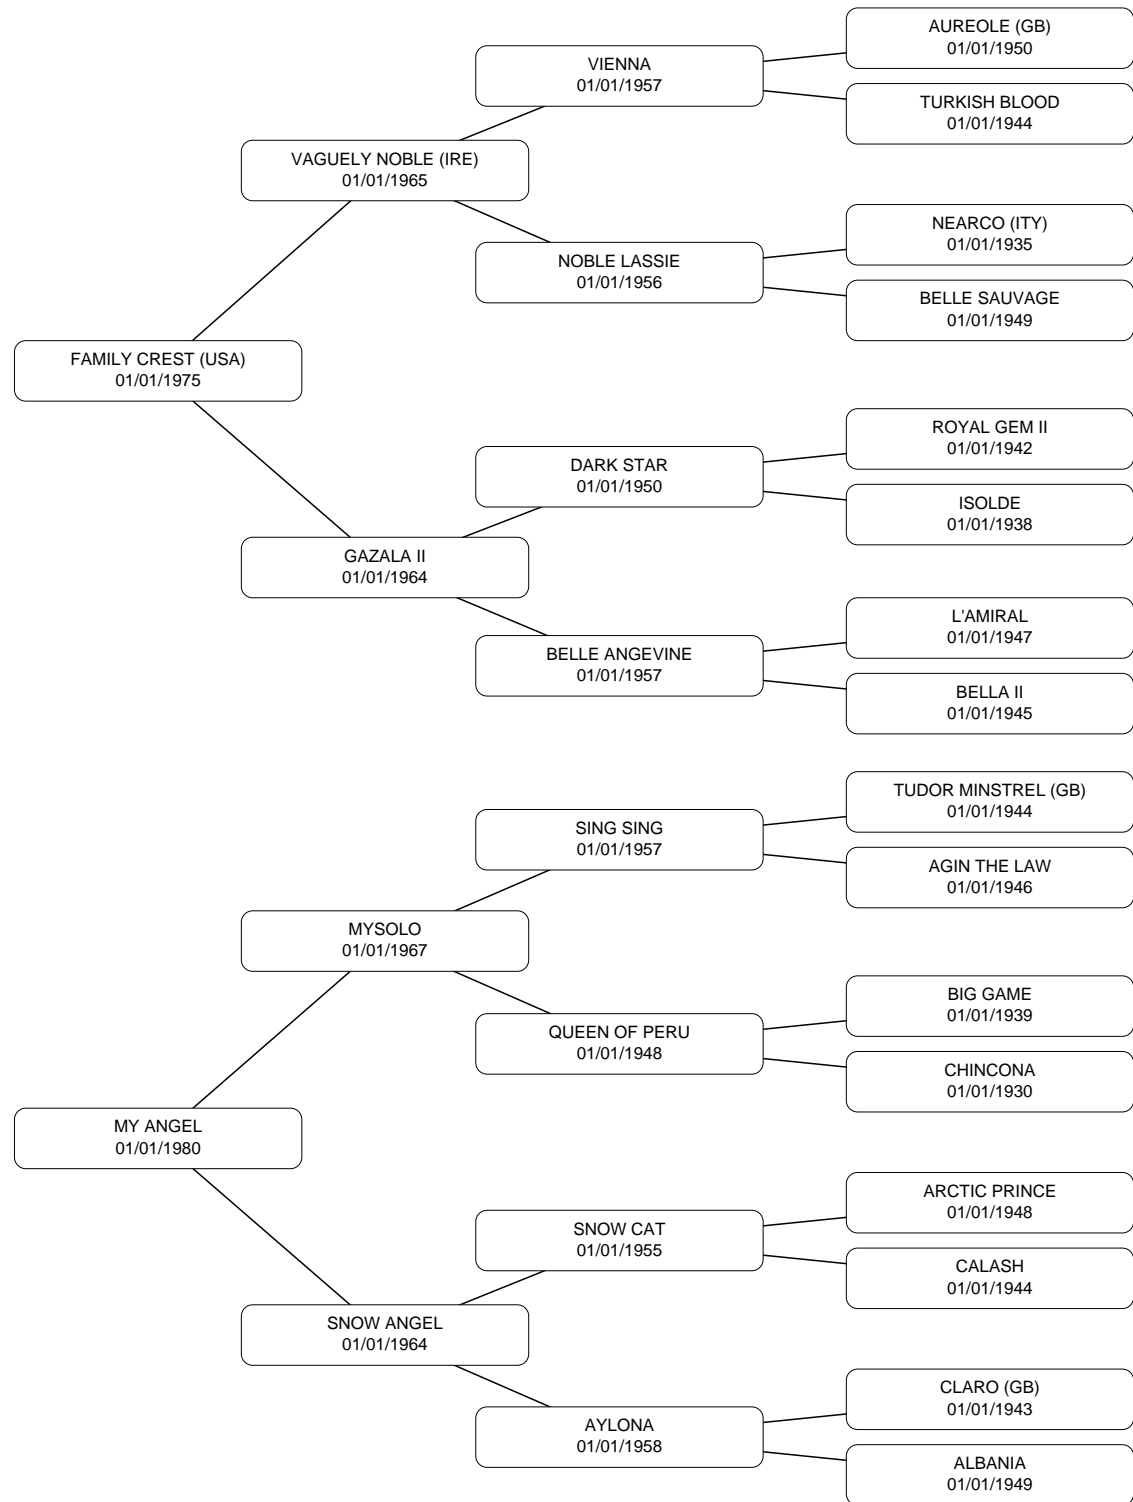 AUREOLE (GB)
01/01/1950
VIENNA
01/01/1957
TURKISH BLOOD
01/01/1944
VAGUELY NOBLE (IRE)
01/01/1965
NEARCO (ITY)
01/01/1935
NOBLE LASSIE
01/01/1956
BELLE SAUVAGE
01/01/1949
FAMILY CREST (USA)
01/01/1975
ROYAL GEM II
01/01/1942
DARK STAR
01/01/1950
ISOLDE
01/01/1938
GAZALA II
01/01/1964
L'AMIRAL
01/01/1947
BELLE ANGEVINE
01/01/1957
BELLA II
01/01/1945
TUDOR MINSTREL (GB)
01/01/1944
SING SING
01/01/1957
AGIN THE LAW
01/01/1946
MYSOLO
01/01/1967
BIG GAME
01/01/1939
QUEEN OF PERU
01/01/1948
CHINCONA
01/01/1930
MY ANGEL
01/01/1980
ARCTIC PRINCE
01/01/1948
SNOW CAT
01/01/1955
CALASH
01/01/1944
SNOW ANGEL
01/01/1964
CLARO (GB)
01/01/1943
AYLONA
01/01/1958
ALBANIA
01/01/1949